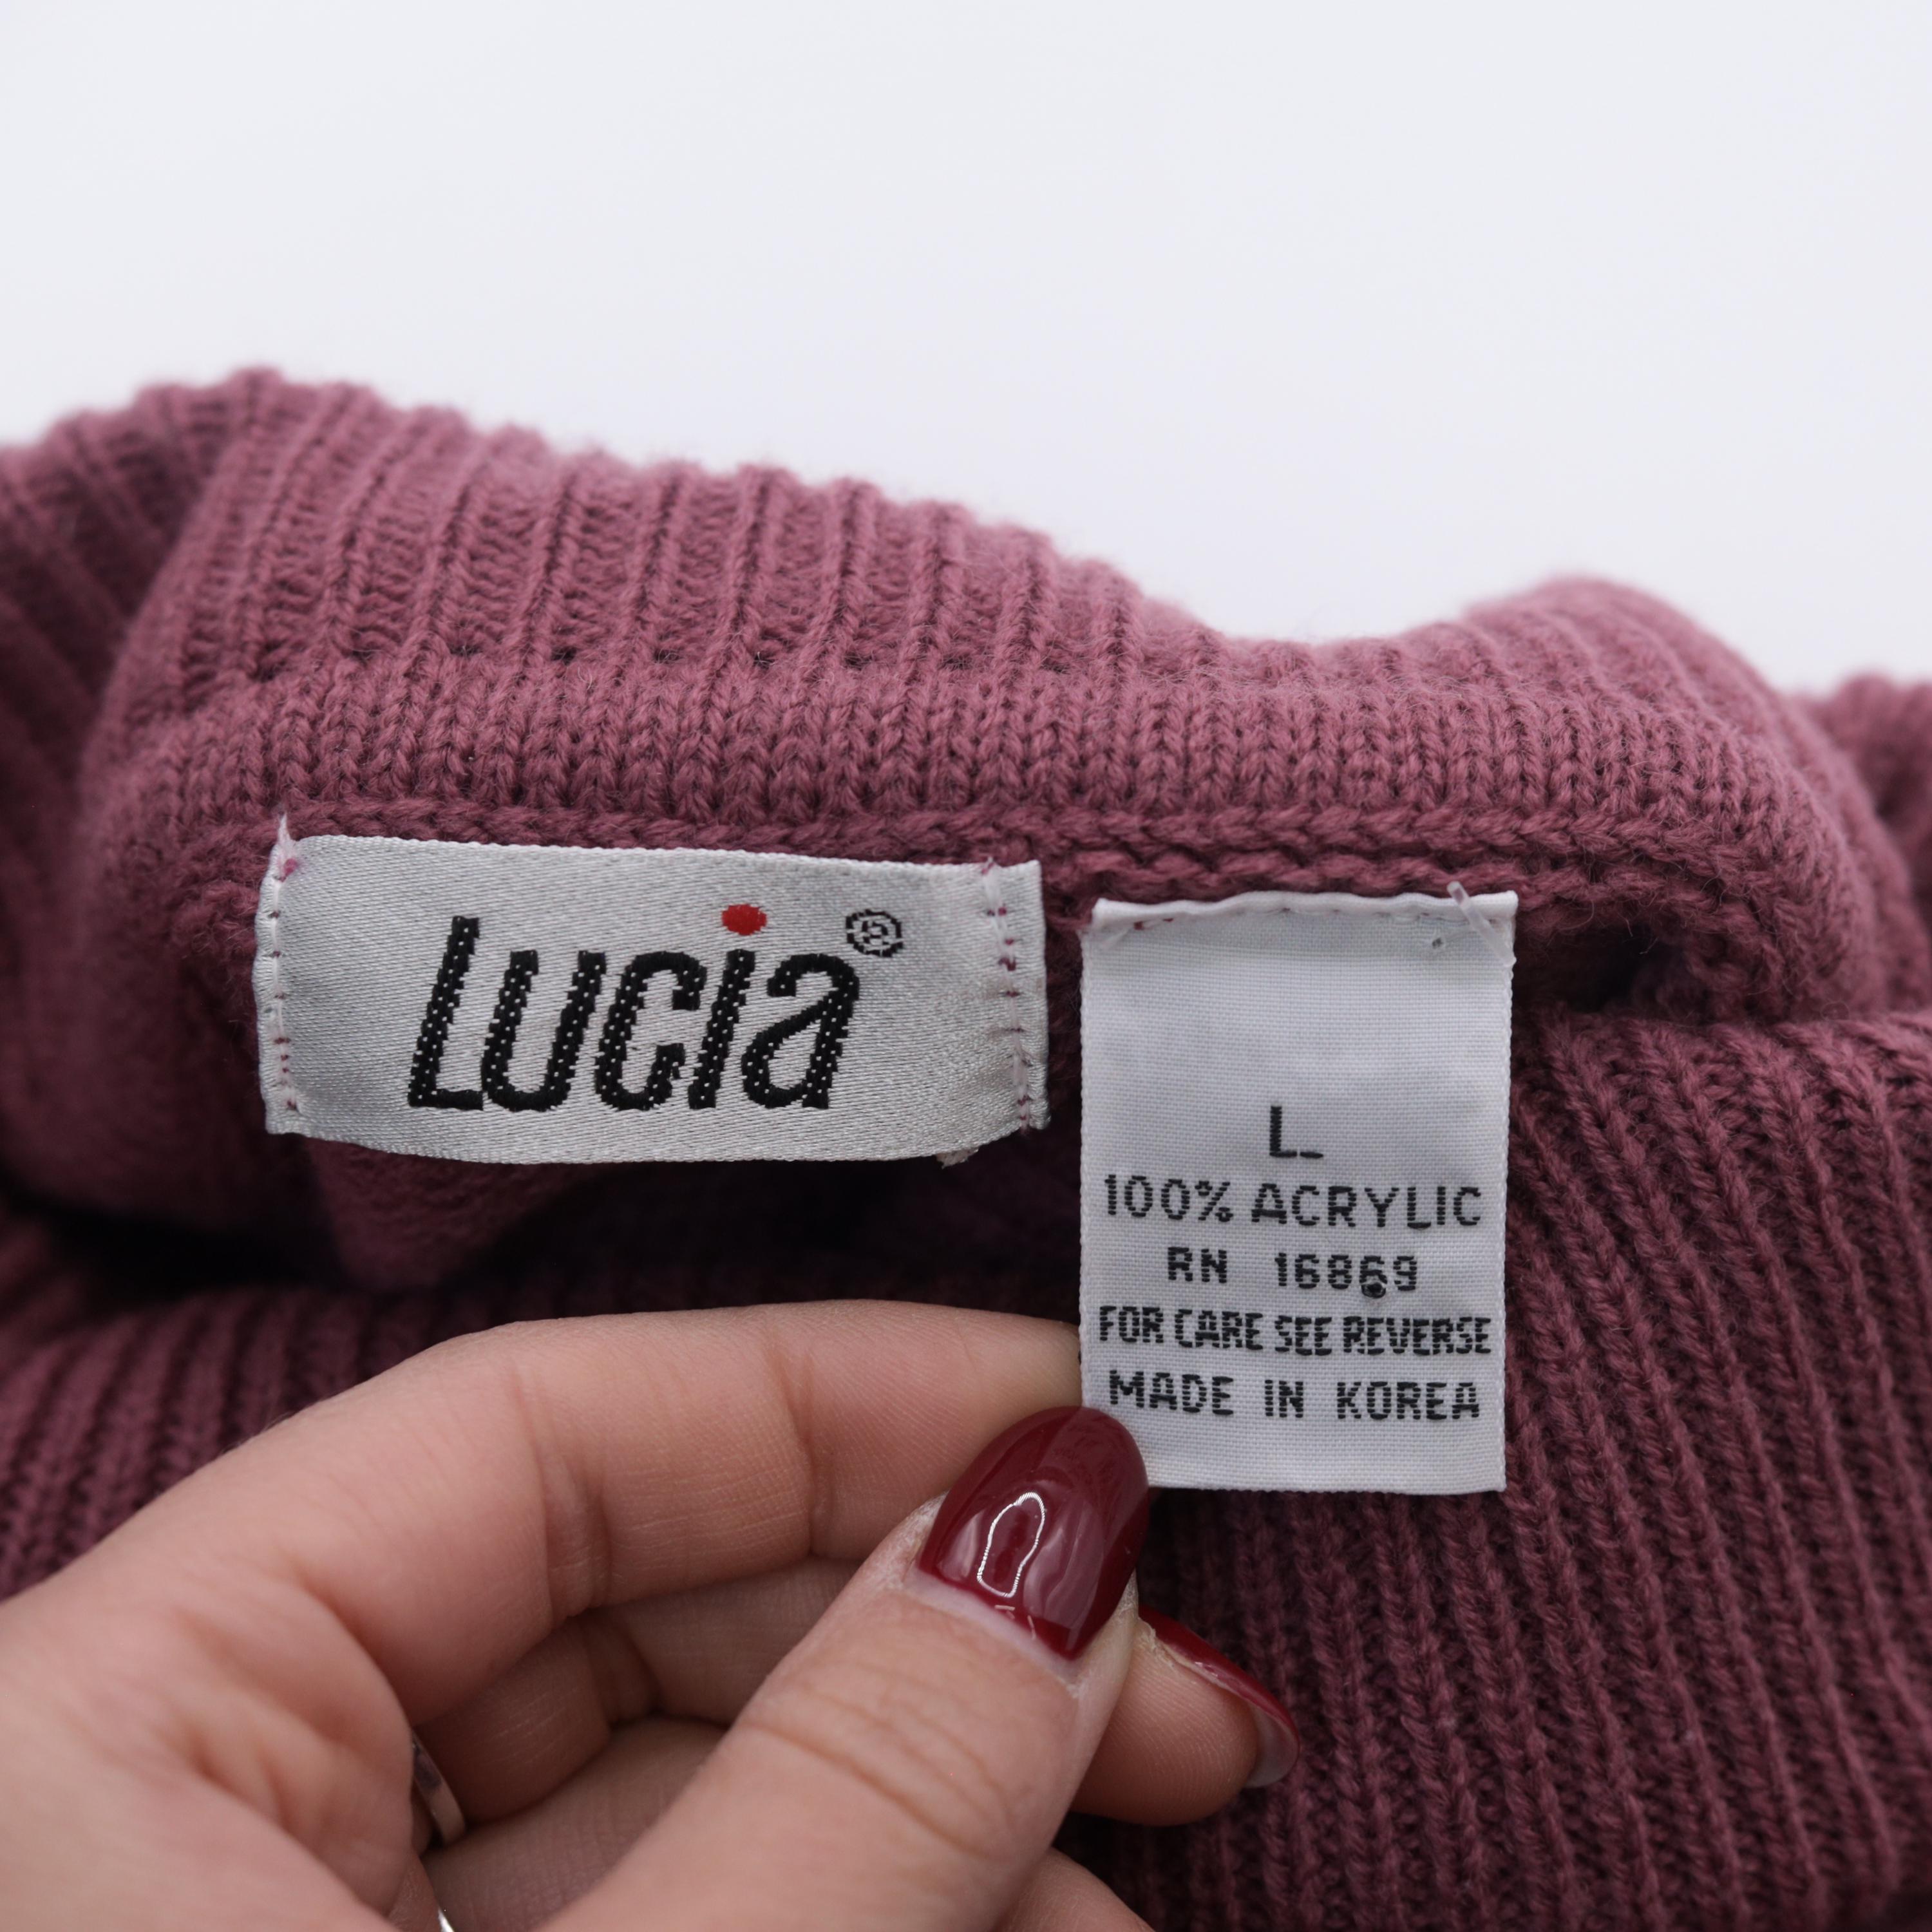 Lucia®
L
100% ACRYLIC
RN 16869
FOR CARE SEE REVERSE
MADE IN KOREA